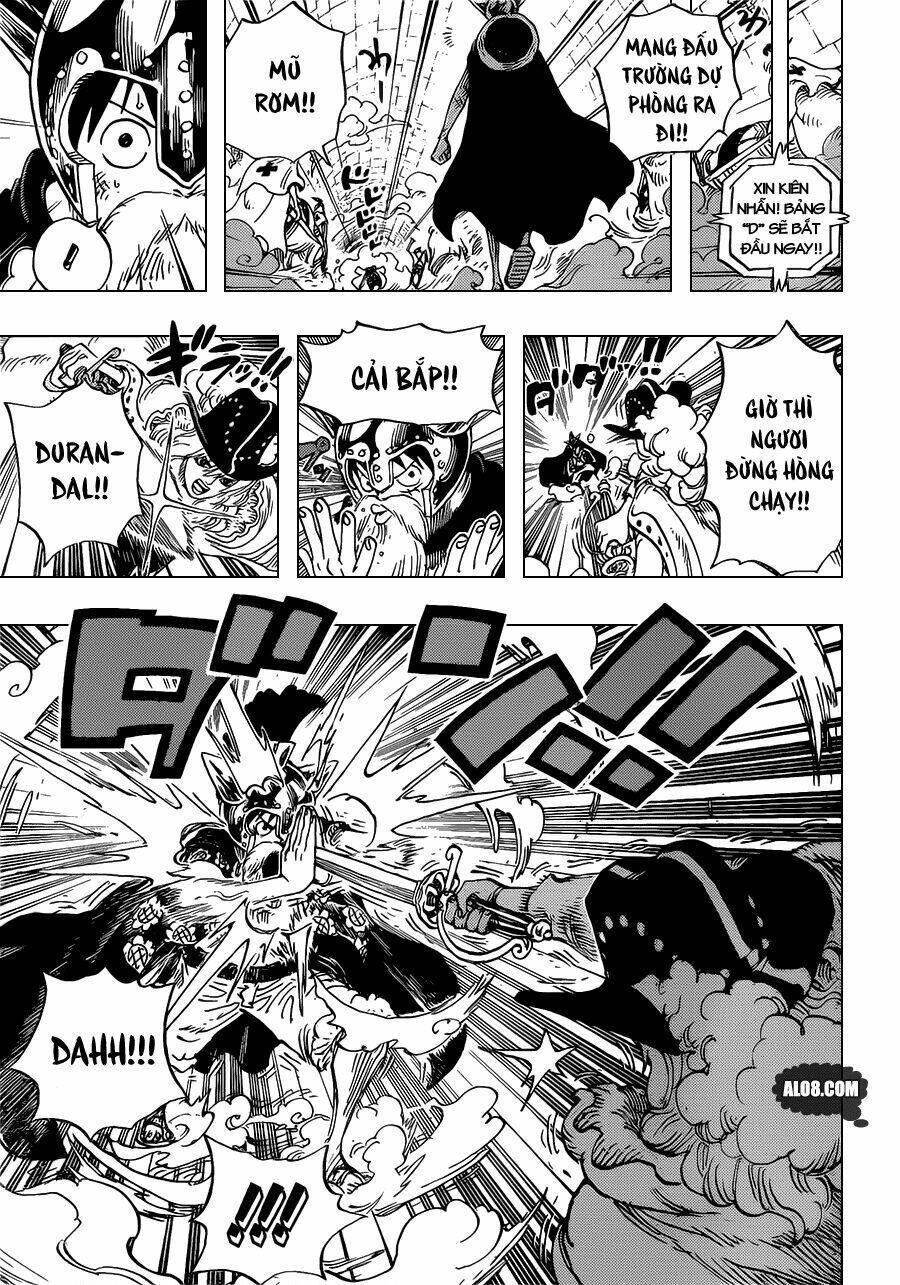 MANG ĐẤU
TRƯỜNG DỰ
PHÒNG RA
ĐI!!
XIN KIÊN
NHẪN! BẢNG
"D" SẼ BẮT
ĐẦU NGAY!!
MŨ
RƠM!!
GIỜ THÌ
NGƯƠI
ĐỪNG HÒNG
CHẠY!!
CẢI BẮP!!
DURAN-
DAL!!
DAHH!!!
!!!!
ALO8.COM